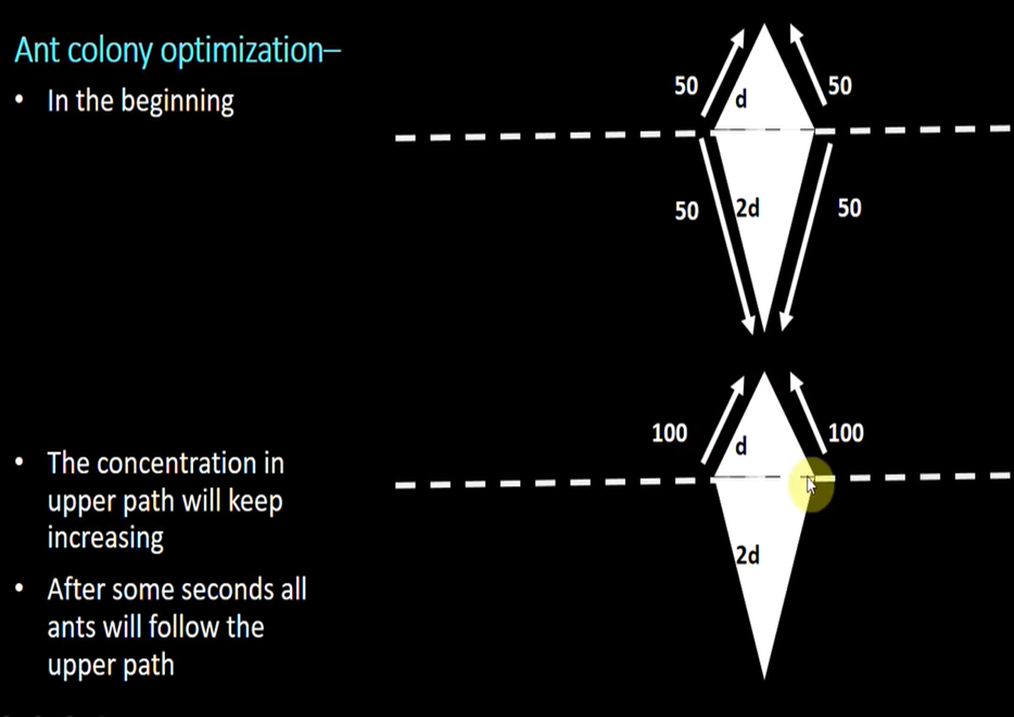 Ant colony optimization–
• In the beginning
50
50
d
50
2d
50
100
100
d
• The concentration in
upper path will keep
increasing
2d
• After some seconds all
ants will follow the
upper path